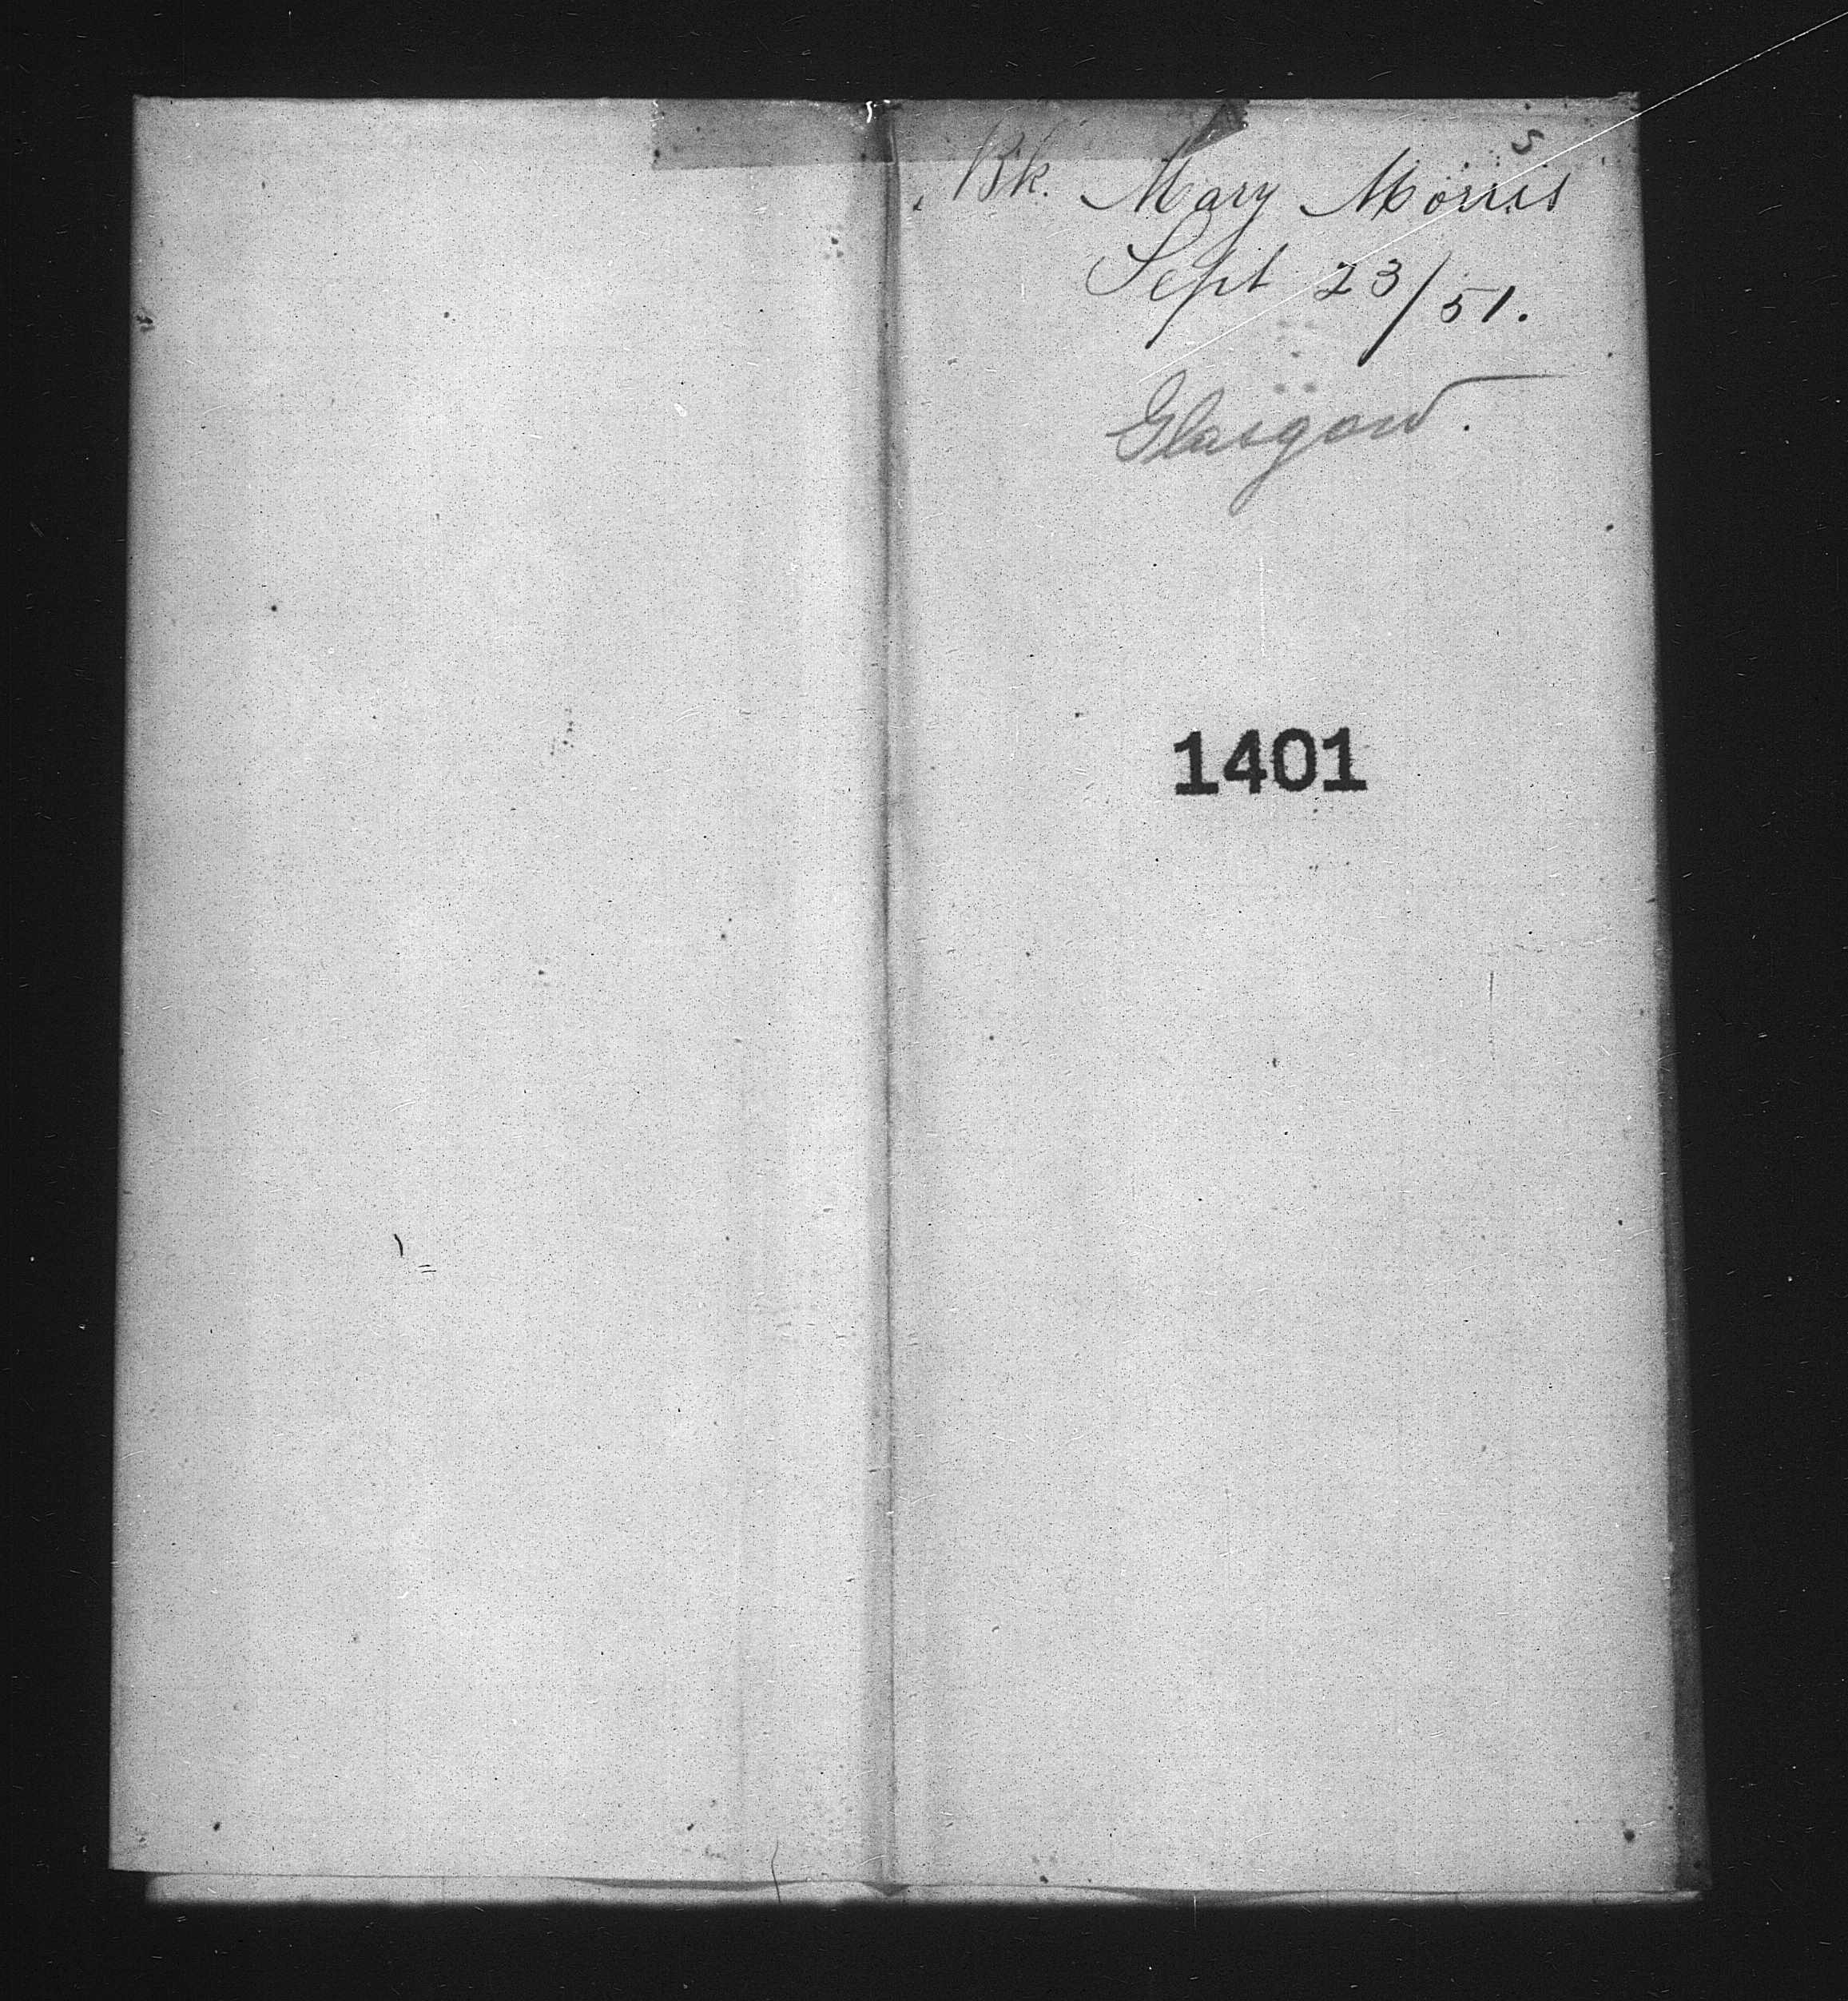 s
Bk. Mary Morris
Sept 23/51.
Glasgow.
1401